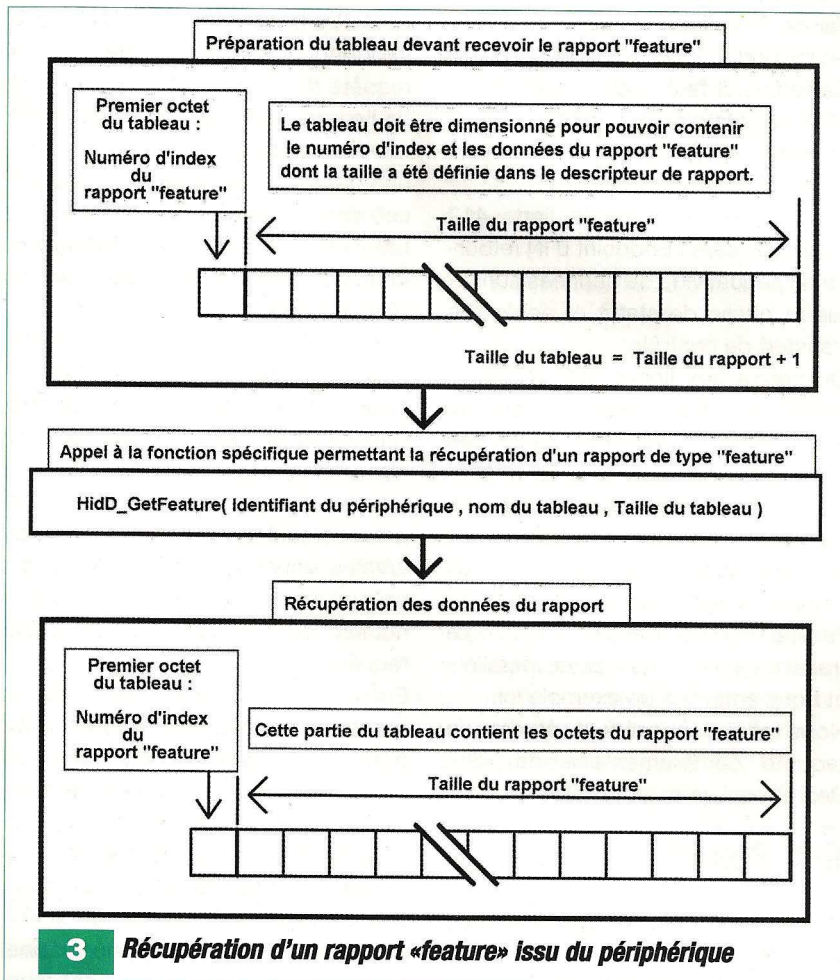 Préparation du tableau devant recevoir le rapport "feature"
Premier octet
du tableau :
Numéro d'index
du
rapport "feature"
Le tableau doit être dimensionné pour pouvoir contenir
le numéro d'index et les données du rapport "feature"
dont la taille a été définie dans le descripteur de rapport.
Taille du rapport "feature"
Taille du tableau = Taille du rapport + 1
Appel à la fonction spécifique permettant la récupération d'un rapport de type "feature"
HidD_GetFeature( Identifiant du périphérique , nom du tableau , Taille du tableau )
Récupération des données du rapport
Premier octet
du tableau :
Numéro d'index
du
rapport "feature"
Cette partie du tableau contient les octets du rapport "feature"
Taille du rapport "feature"
3 Récupération d'un rapport «feature» issu du périphérique